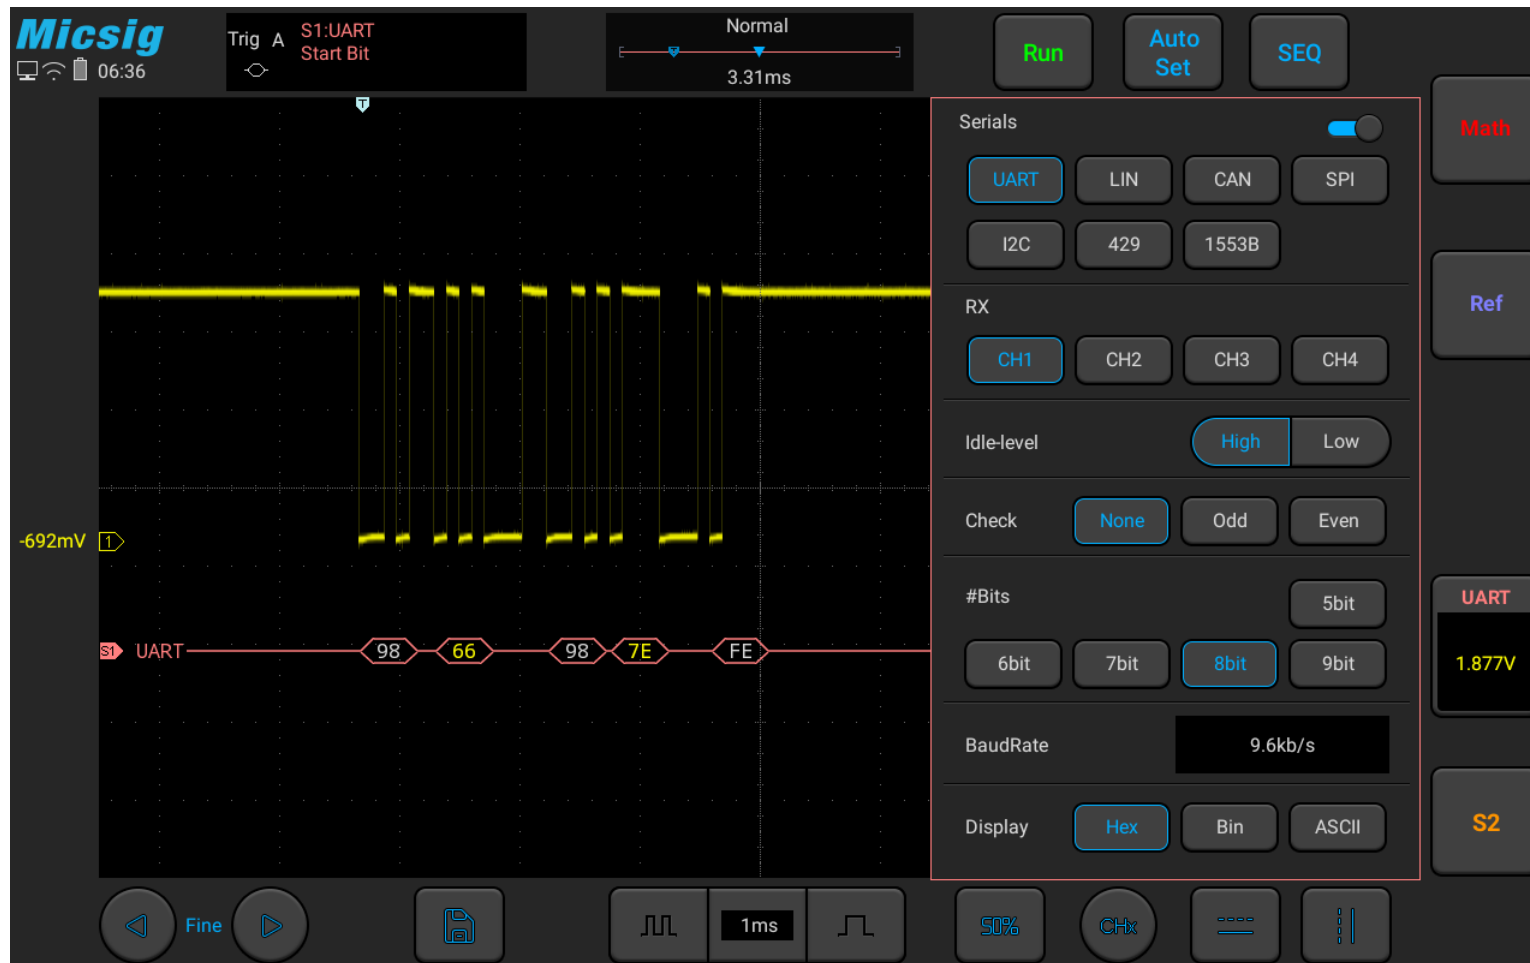 Micsig
06:36
Trig A
S1:UART
Start Bit
Normal
T
3.31ms
Run
Auto
Set
SEQ
T
Serials
UART LIN CAN SPI
I2C 429 1553B
RX
CH1 CH2 CH3 CH4
Idle-level High Low
Check None Odd Even
#Bits 5bit
6bit 7bit 8bit 9bit
BaudRate 9.6kb/s
Display Hex Bin ASCII
Math
Ref
UART
1.877V
S2
-692mV 1
S1 UART 98 66 98 7E FE
Fine
1ms
50%
CHx